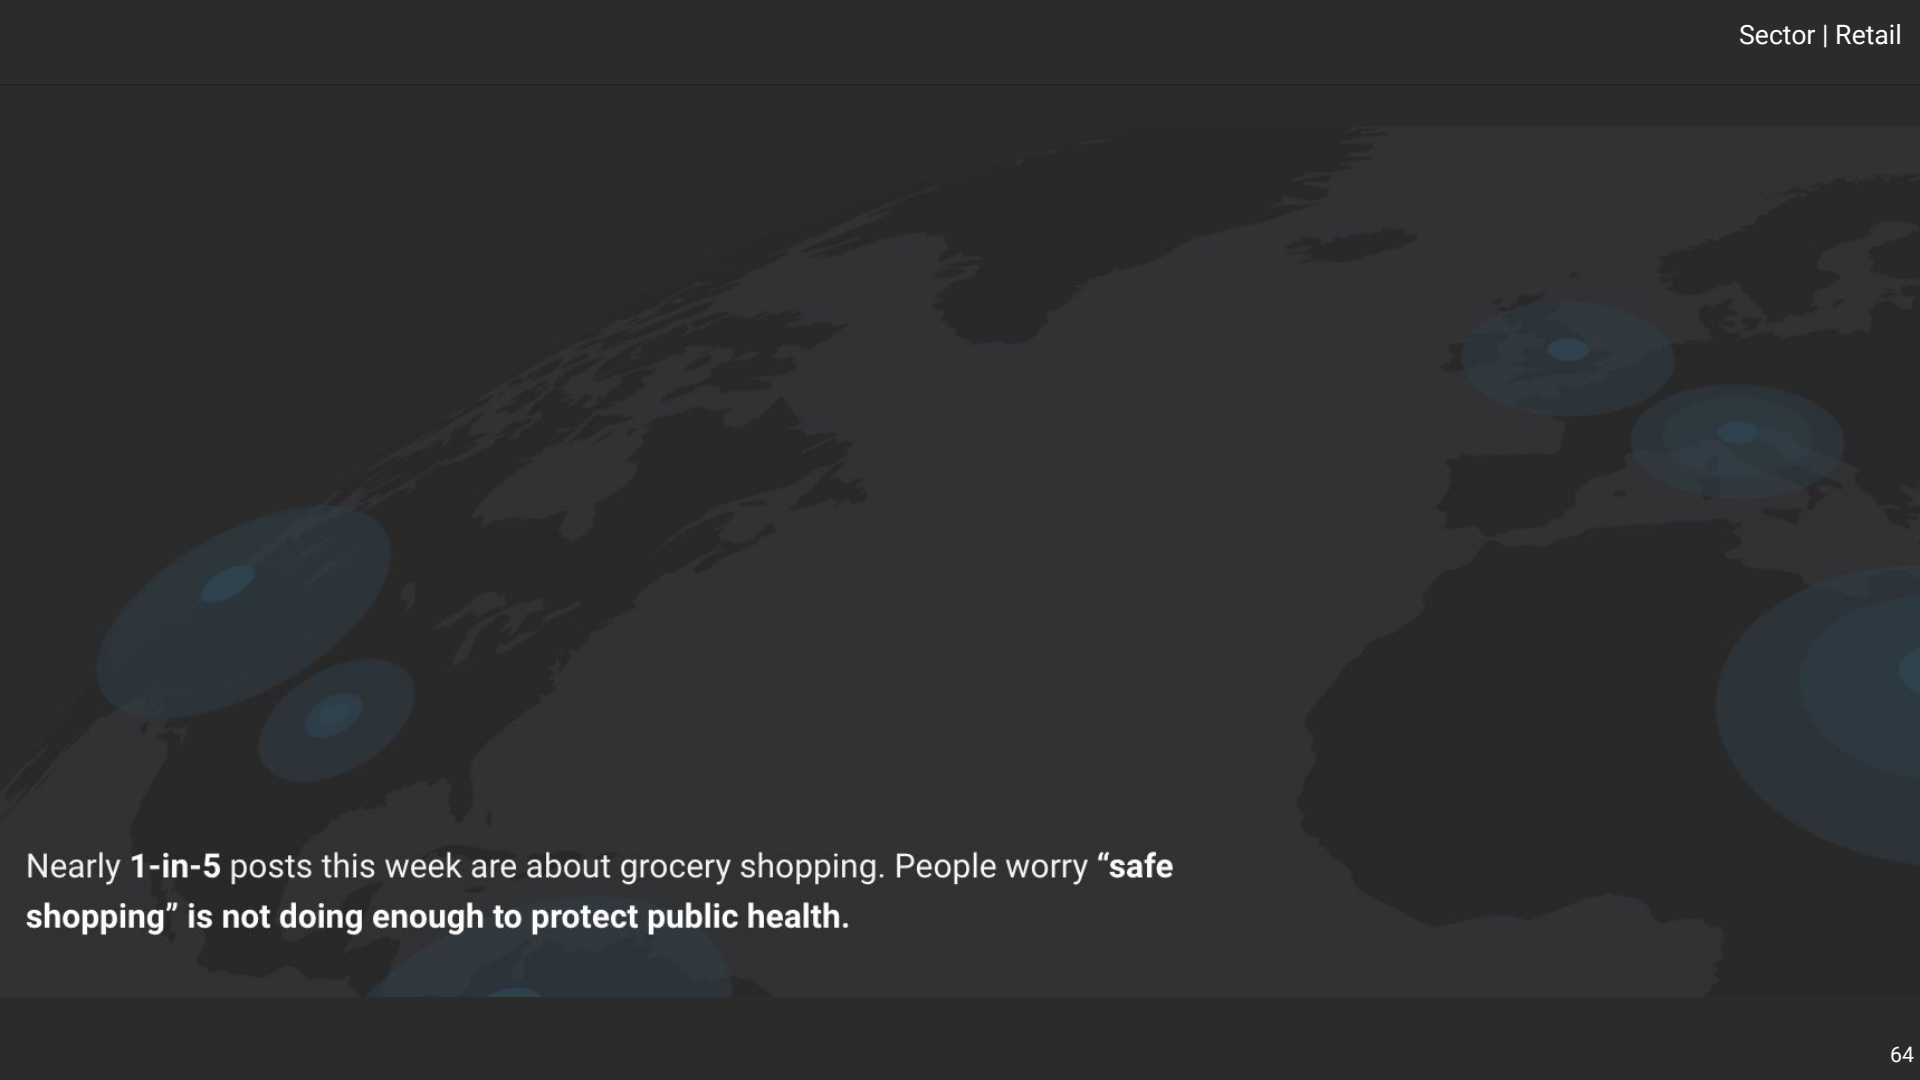 Sector | Retail
Nearly 1-in-5 posts this week are about grocery shopping. People worry “safe
shopping” is not doing enough to protect public health.
64